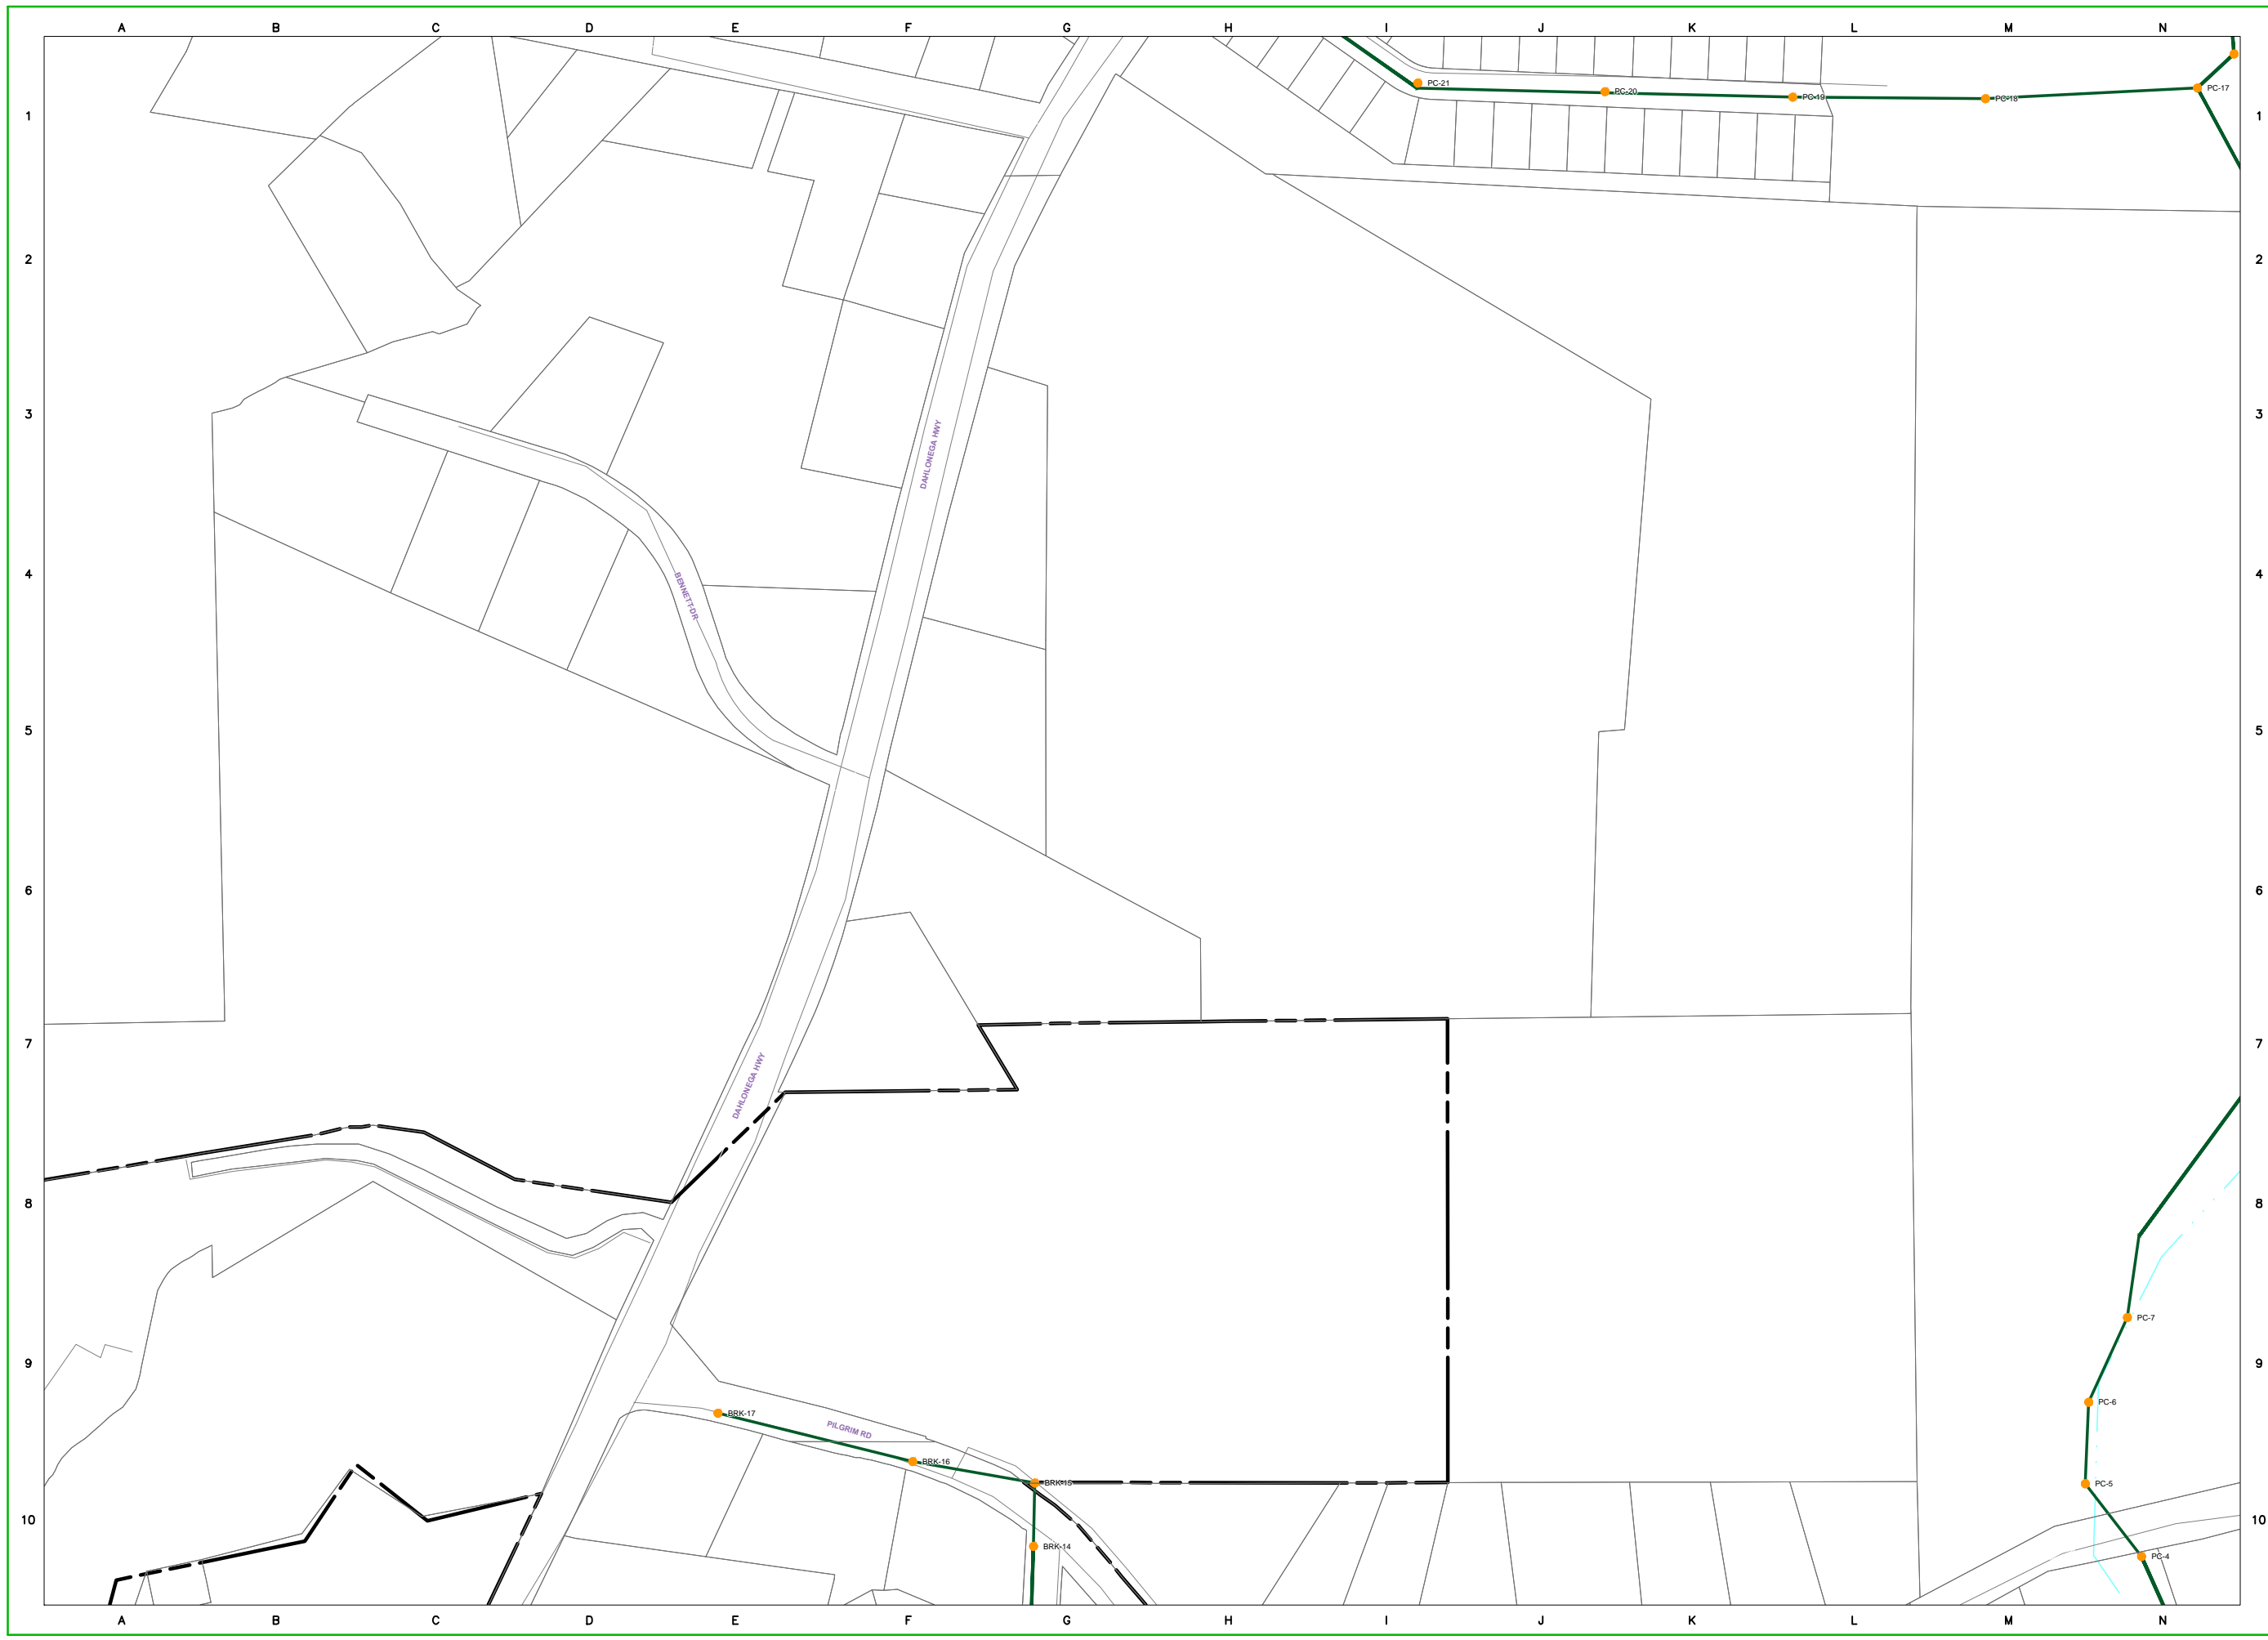 A B C D E F G H I J K L M N
PC-21
PC-20
PC-19
PC-18
PC-17
1 1
2 2
3 3
DAHLONEGA HWY
4 4
BENNETT DR
5 5
6 6
7 7
DAHLONEGA HWY
8 8
PC-7
9 9
PC-6
BRK-17
PILGRIM RD
BRK-16
BRK-15
PC-5
10 10
BRK-14
PC-4
A B C D E F G H I J K L M N